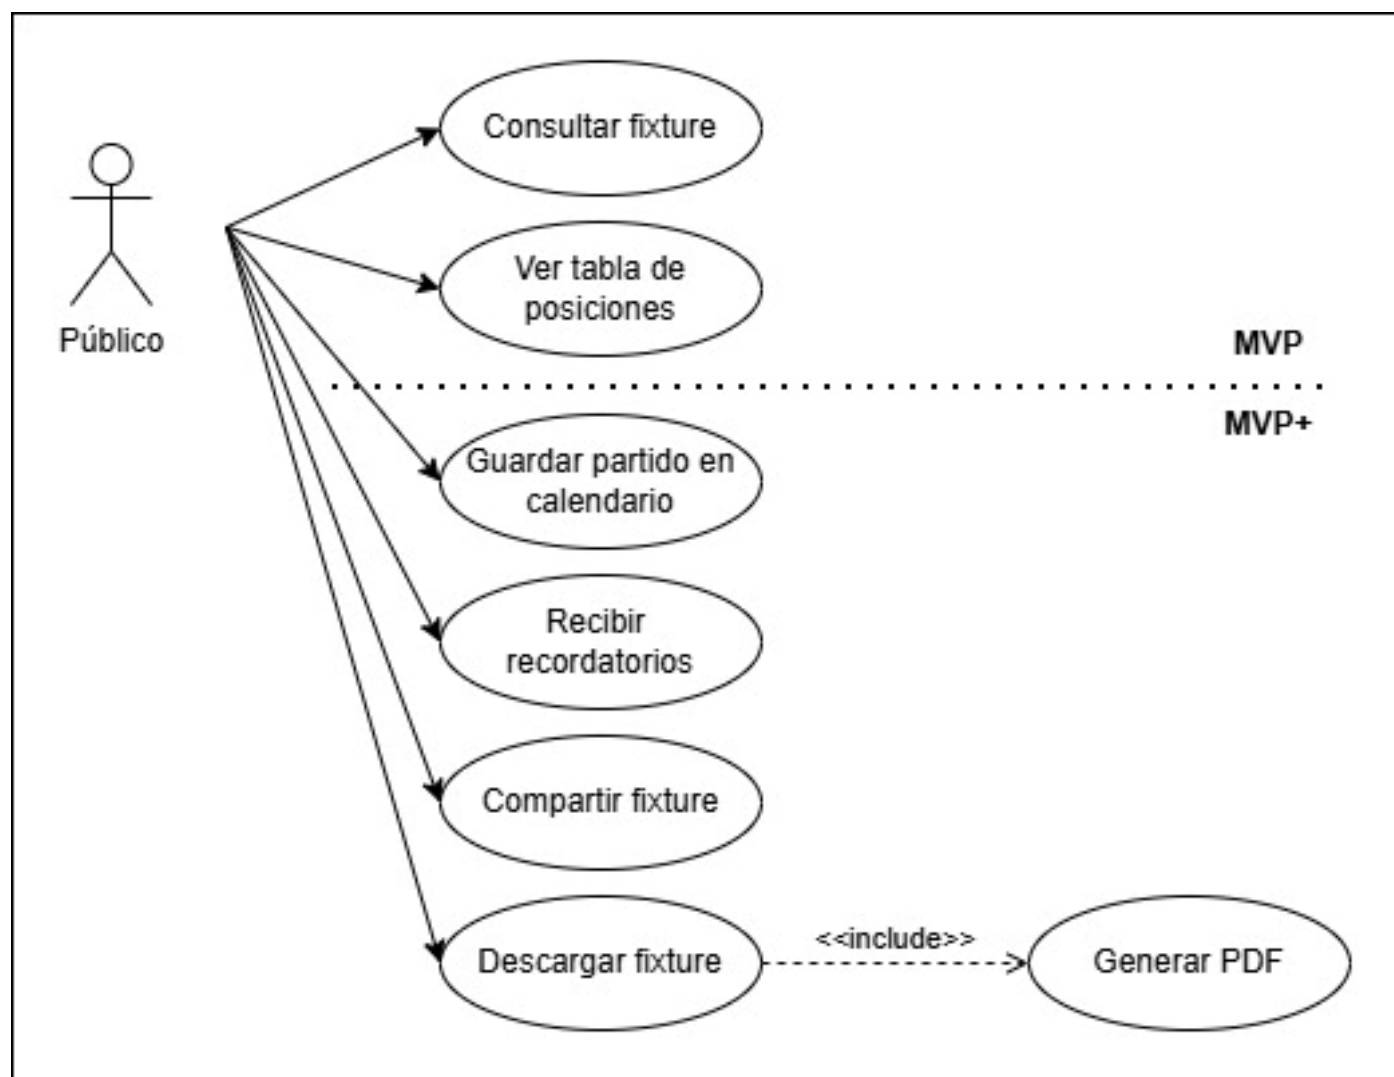 Consultar fixture
Ver tabla de
posiciones
Público
MVP
MVP+
Guardar partido en
calendario
Recibir
recordatorios
Compartir fixture
Descargar fixture
<<include>>
Generar PDF